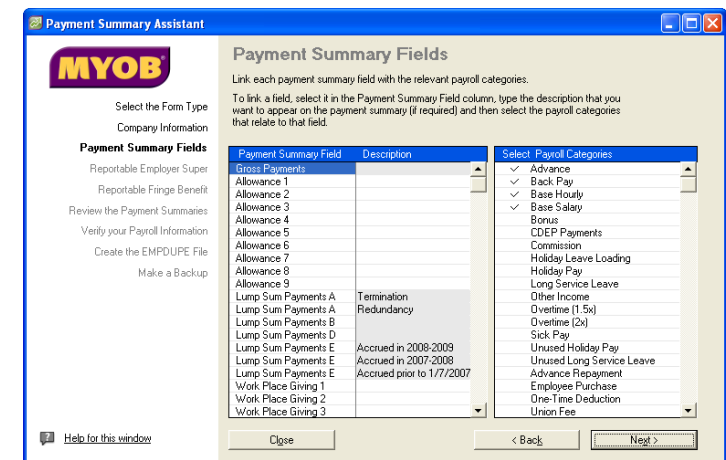 Payment Summary Assistant
MYOB
Select the Form Type
Company Information
Payment Summary Fields
Reportable Employer Super
Reportable Fringe Benefit
Review the Payment Summaries
Verify your Payroll Information
Create the EMPDUPE File
Make a Backup
Help for this window
Payment Summary Fields
Link each payment summary field with the relevant payroll categories.
To link a field, select it in the Payment Summary Field column, type the description that you
want to appear on the payment summary (if required) and then select the payroll categories
that relate to that field.
Payment Summary Field Description
Gross Payments
Allowance 1
Allowance 2
Allowance 3
Allowance 4
Allowance 5
Allowance 6
Allowance 7
Allowance 8
Allowance 9
Lump Sum Payments A Termination
Lump Sum Payments A Redundancy
Lump Sum Payments B
Lump Sum Payments D
Lump Sum Payments E Accrued in 2008-2009
Lump Sum Payments E Accrued in 2007-2008
Lump Sum Payments E Accrued prior to 1/7/2007
Work Place Giving 1
Work Place Giving 2
Work Place Giving 3
Select Payroll Categories
Advance
Back Pay
Base Hourly
Base Salary
Bonus
CDEP Payments
Commission
Holiday Leave Loading
Holiday Pay
Long Service Leave
Other Income
Overtime (1.5x)
Overtime (2x)
Sick Pay
Unused Holiday Pay
Unused Long Service Leave
Advance Repayment
Employee Purchase
One-Time Deduction
Union Fee
Close
< Back
Next >